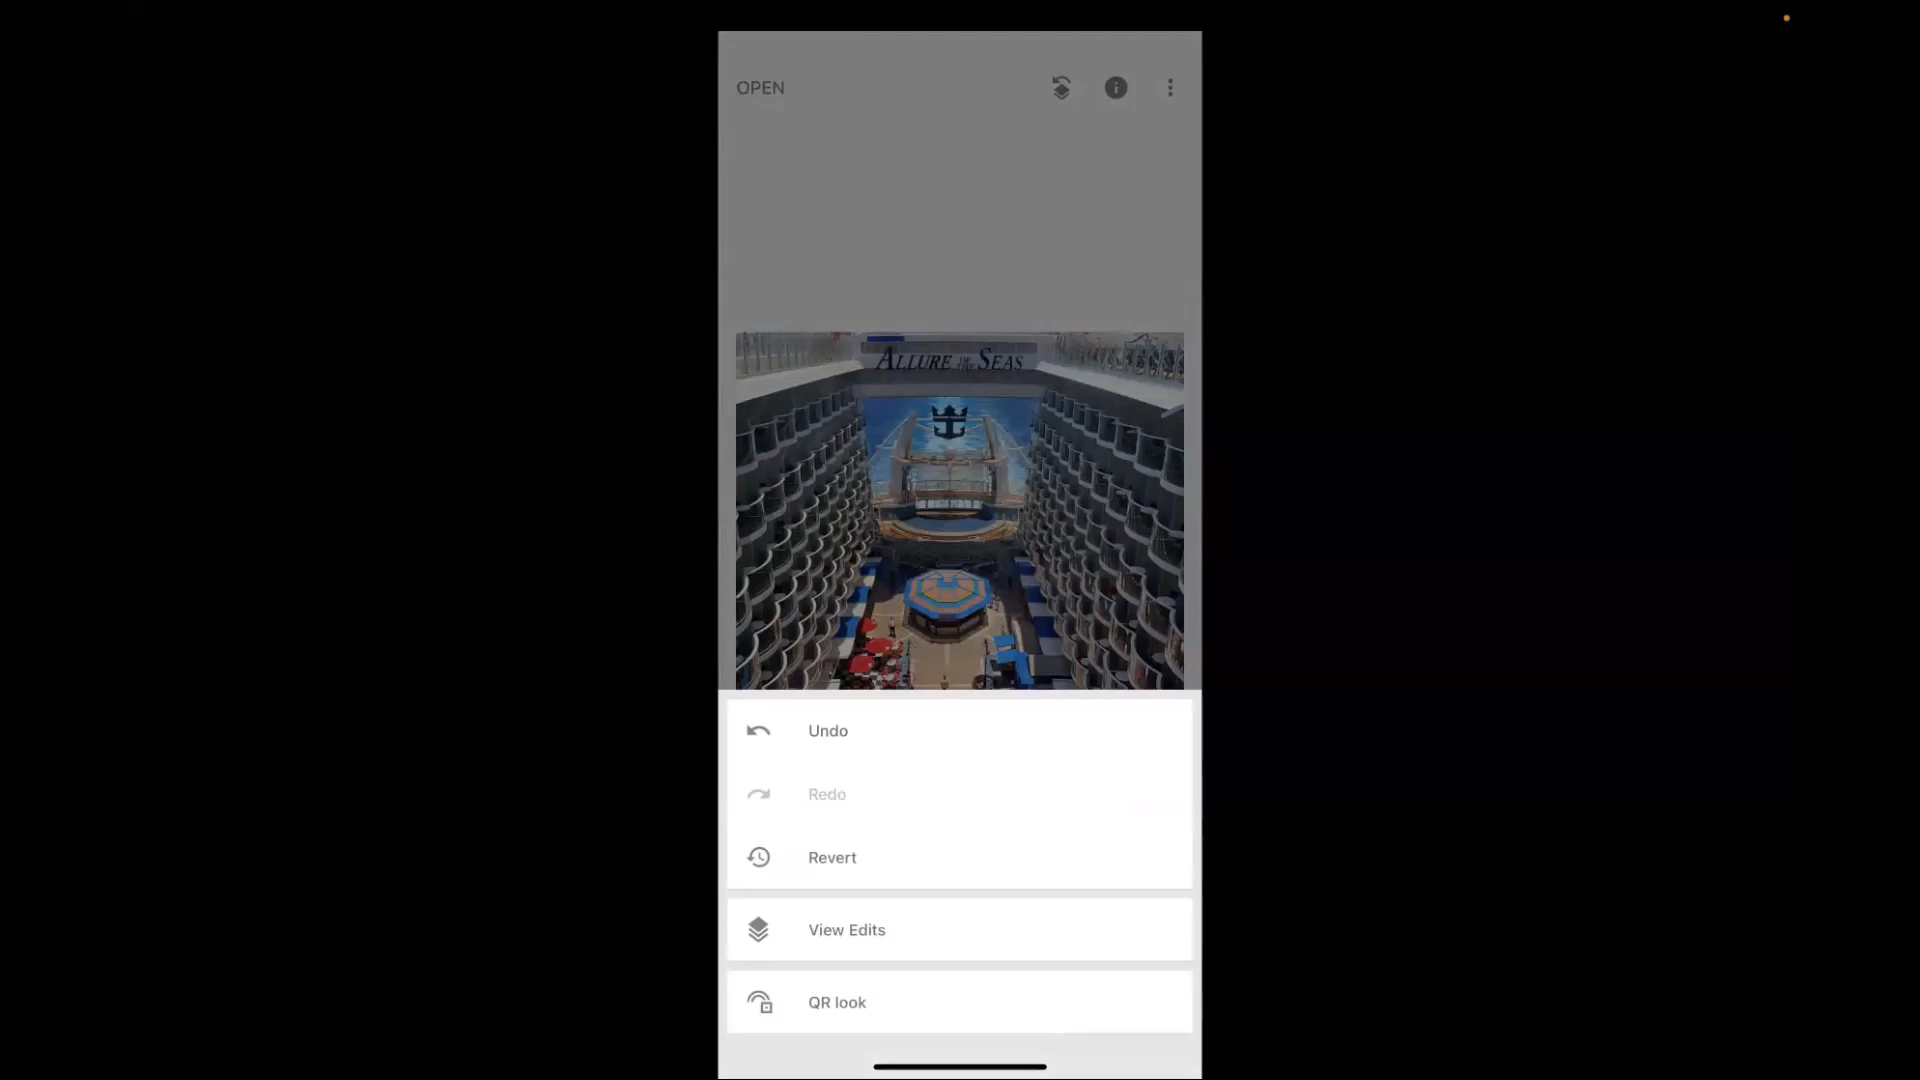 OPEN
ALLURE OF THE SEAS
Undo
Redo
Revert
View Edits
QR look